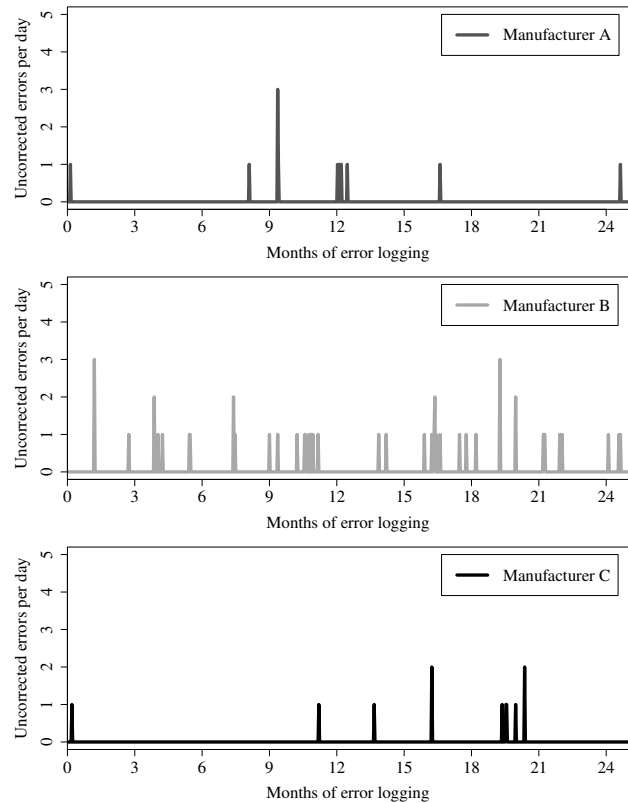 Uncorrected errors per day
5
4
3
2
1
0
Manufacturer A
0 3 6 9 12 15 18 21 24
Months of error logging
Uncorrected errors per day
5
4
3
2
1
0
Manufacturer B
0 3 6 9 12 15 18 21 24
Months of error logging
Uncorrected errors per day
5
4
3
2
1
0
Manufacturer C
0 3 6 9 12 15 18 21 24
Months of error logging